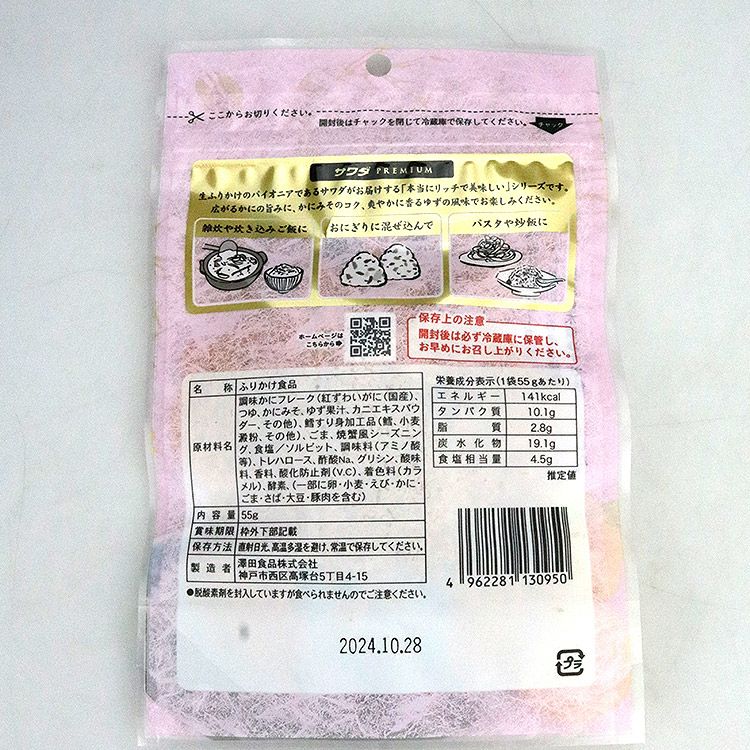 ここからお切りください。
開封後はチャックを閉じて冷蔵庫で保存してください。
チャック
サワダ PREMIUM
生ふりかけのパイオニアであるサワダがお届けする「本当にリッチで美味しい」シリーズです。
広がるかにの旨みに、かにみそのコク、爽やかに香るゆずの風味でお楽しみください。
雑炊や炊き込みご飯に
おにぎりに混ぜ込んで
パスタや炒飯に
ホームページは
こちらから
保存上の注意
開封後は必ず冷蔵庫に保管し、
お早めにお召し上がりください。
名称 ふりかけ食品
原材料名 調味かにフレーク(紅ずわいがに(国産)、
つゆ、かにみそ、ゆず果汁、カニエキスパウ
ダー、その他)、鱈すり身加工品(鱈、小麦
澱粉、その他)、ごま、焼蟹風シーズニン
グ、食塩/ソルビット、調味料(アミノ酸
等)、トレハロース、酢酸Na、グリシン、酸味
料、香料、酸化防止剤(V.C)、着色料(カラ
メル)、酵素、(一部に卵・小麦・えび・かに・
ごま・さば・大豆・豚肉を含む)
内容量 55g
賞味期限 枠外下部記載
保存方法 直射日光、高温多湿を避け、常温で保存してください。
製造者 澤田食品株式会社
神戸市西区高塚台5丁目4-15
●脱酸素剤を封入していますが食べられませんのでご注意ください。
栄養成分表示(1袋55gあたり)
エネルギー 141kcal
タンパク質 10.1g
脂質 2.8g
炭水化物 19.1g
食塩相当量 4.5g
推定値
4 962281 130950
2024.10.28
プラ